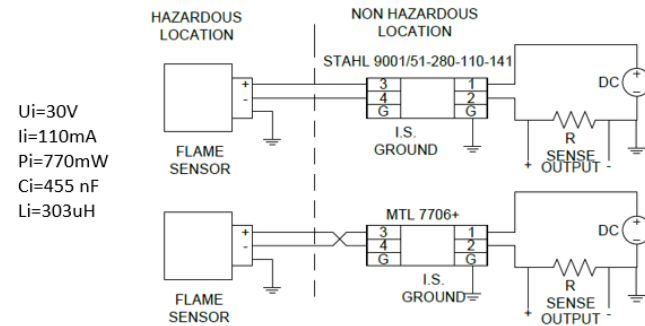 HAZARDOUS
LOCATION
NON HAZARDOUS
LOCATION
STAHL 9001/51-280-110-141
Ui=30V
Ii=110mA
Pi=770mW
Ci=455 nF
Li=303uH
+
-
3
4
G
1
2
G
DC
+
-
FLAME
SENSOR
I.S.
GROUND
R
SENSE
+ OUTPUT -
MTL 7706+
+
-
3
4
G
1
2
G
DC
+
-
FLAME
SENSOR
I.S.
GROUND
R
SENSE
+ OUTPUT -